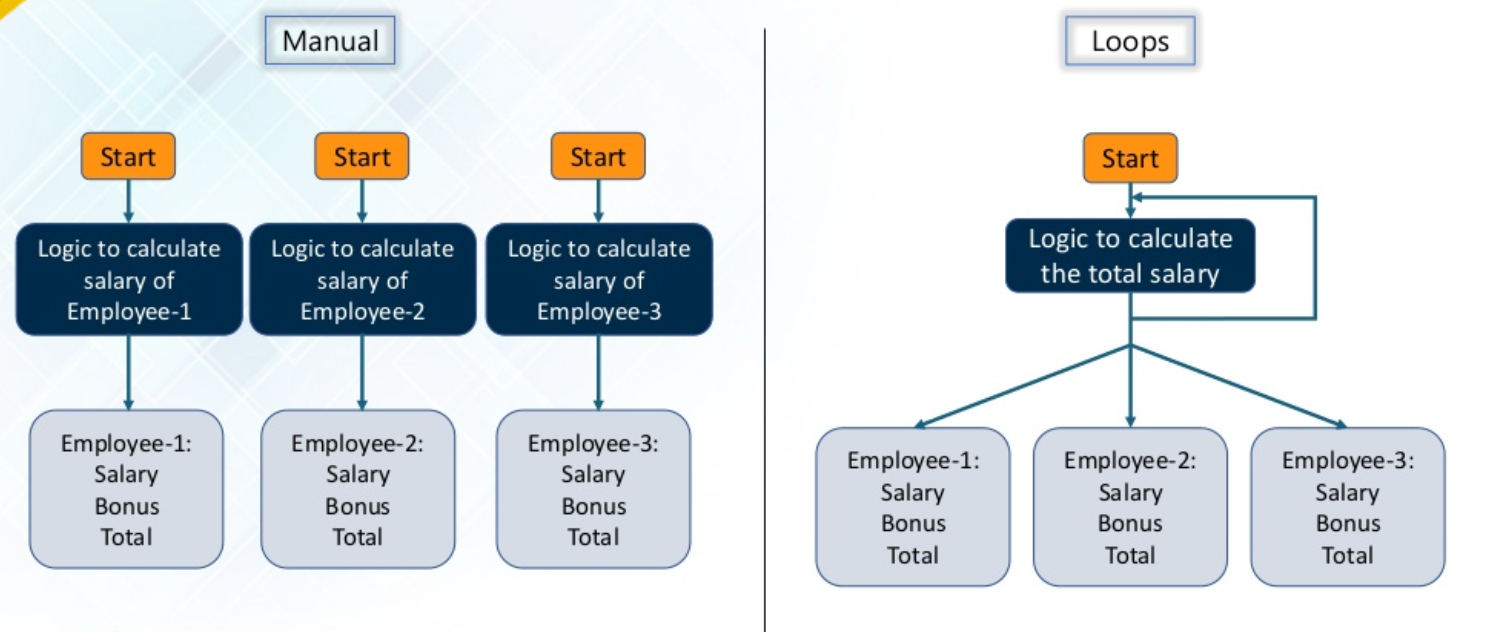 Manual
Start
Logic to calculate
salary of
Employee-1
Employee-1:
Salary
Bonus
Total
Start
Logic to calculate
salary of
Employee-2
Employee-2:
Salary
Bonus
Total
Start
Logic to calculate
salary of
Employee-3
Employee-3:
Salary
Bonus
Total
Loops
Start
Logic to calculate
the total salary
Employee-1:
Salary
Bonus
Total
Employee-2:
Salary
Bonus
Total
Employee-3:
Salary
Bonus
Total